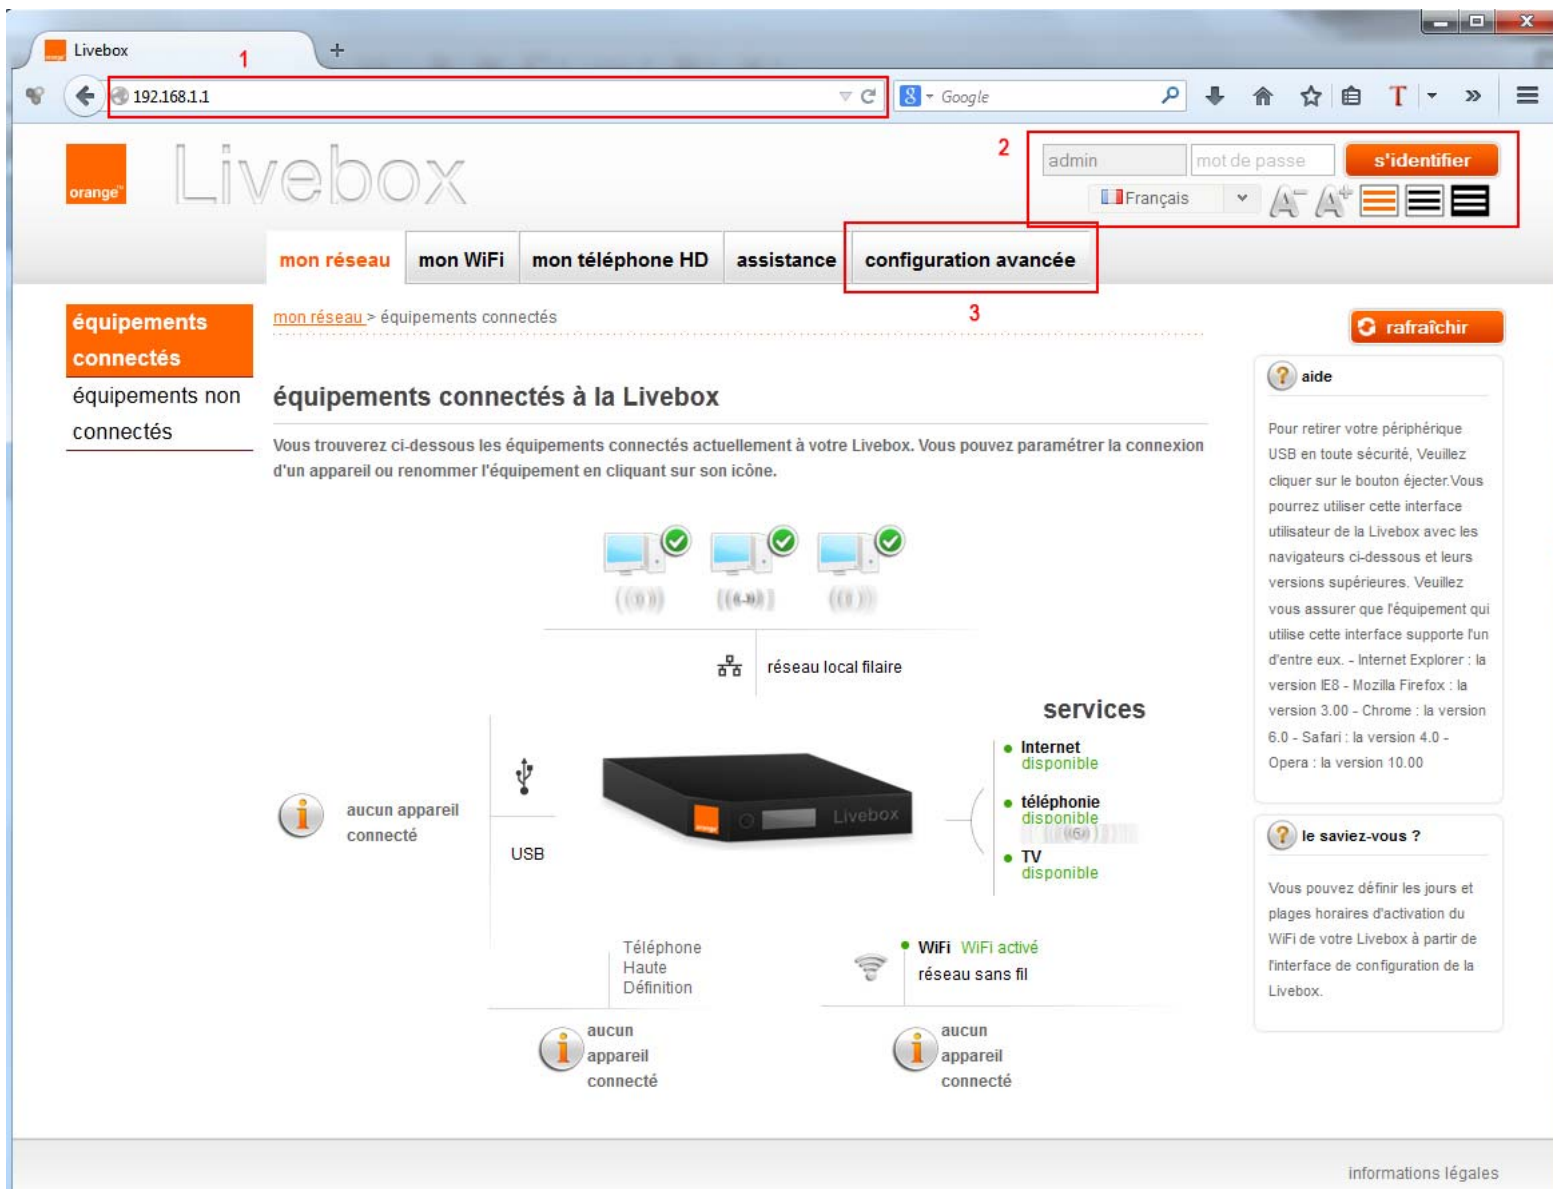 Livebox
1
192.168.1.1
Google
orange™
Livebox
2
admin
mot de passe
s'identifier
Français
A- A+
mon réseau
mon WiFi
mon téléphone HD
assistance
configuration avancée
3
équipements
connectés
équipements non
connectés
mon réseau > équipements connectés
rafraîchir
équipements connectés à la Livebox
Vous trouverez ci-dessous les équipements connectés actuellement à votre Livebox. Vous pouvez paramétrer la connexion
d'un appareil ou renommer l'équipement en cliquant sur son icône.
réseau local filaire
services
Internet
disponible
téléphonie
disponible
TV
disponible
aucun appareil
connecté
USB
orange
Livebox
Téléphone
Haute
Définition
WiFi WiFi activé
réseau sans fil
aucun
appareil
connecté
aucun
appareil
connecté
aide
Pour retirer votre périphérique
USB en toute sécurité, Veuillez
cliquer sur le bouton éjecter.Vous
pourrez utiliser cette interface
utilisateur de la Livebox avec les
navigateurs ci-dessous et leurs
versions supérieures. Veuillez
vous assurer que l'équipement qui
utilise cette interface supporte l'un
d'entre eux. - Internet Explorer : la
version IE8 - Mozilla Firefox : la
version 3.00 - Chrome : la version
6.0 - Safari : la version 4.0 -
Opera : la version 10.00
le saviez-vous ?
Vous pouvez définir les jours et
plages horaires d'activation du
WiFi de votre Livebox à partir de
l'interface de configuration de la
Livebox.
informations légales